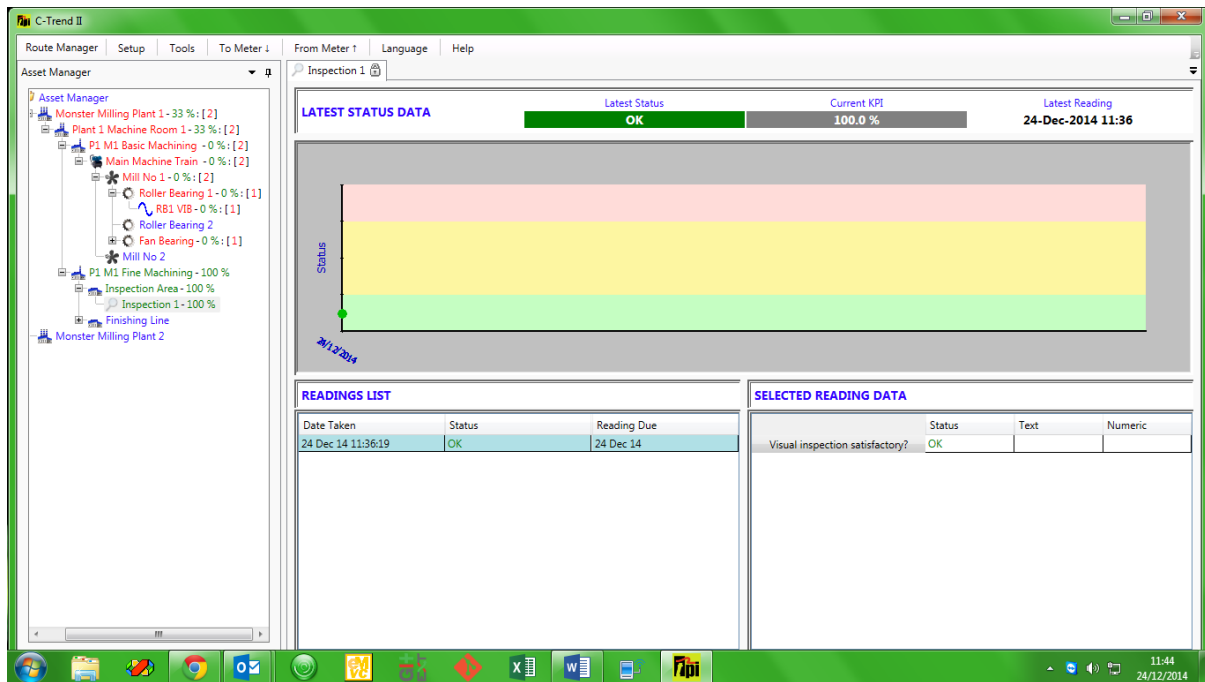 C-Trend II
Route Manager Setup Tools To Meter ↓ From Meter ↑ Language Help
Asset Manager
Asset Manager
Monster Milling Plant 1 - 33 % : [2]
Plant 1 Machine Room 1 - 33 % : [2]
P1 M1 Basic Machining - 0 % : [2]
Main Machine Train - 0 % : [2]
Mill No 1 - 0 % : [2]
Roller Bearing 1 - 0 % : [1]
RB1 VIB - 0 % : [1]
Roller Bearing 2
Fan Bearing - 0 % : [1]
Mill No 2
P1 M1 Fine Machining - 100 %
Inspection Area - 100 %
Inspection 1 - 100 %
Finishing Line
Monster Milling Plant 2
Inspection 1
LATEST STATUS DATA
Latest Status Current KPI Latest Reading
OK 100.0 % 24-Dec-2014 11:36
Status
24/12/2014
READINGS LIST
Date Taken Status Reading Due
24 Dec 14 11:36:19 OK 24 Dec 14
SELECTED READING DATA
Status Text Numeric
Visual inspection satisfactory? OK
11:44
24/12/2014